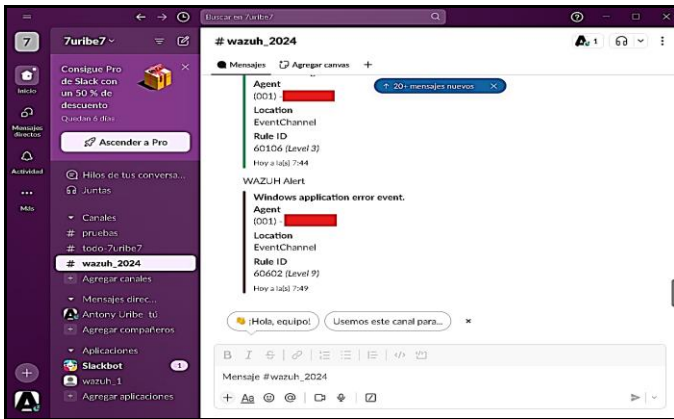 Buscar en 7uribe7
7
7uribe7
# wazuh_2024
1
Mensajes
Agregar canvas
Consigue Pro
de Slack con
un 50 % de
descuento
Quedan 6 días
Ascender a Pro
Inicio
Mensajes
directos
Actividad
Más
Hilos de tus conversa...
Juntas
Canales
# pruebas
# todo-7uribe7
# wazuh_2024
+ Agregar canales
Mensajes direc...
Antony Uribe tú
+ Agregar compañeros
Aplicaciones
Slackbot
1
wazuh_1
+ Agregar aplicaciones
↑ 20+ mensajes nuevos ×
Agent
(001) -
Location
EventChannel
Rule ID
60106 (Level 3)
Hoy a la[s] 7:44
WAZUH Alert
Windows application error event.
Agent
(001) -
Location
EventChannel
Rule ID
60602 (Level 9)
Hoy a la[s] 7:49
¡Hola, equipo!
Usemos este canal para...
Mensaje #wazuh_2024